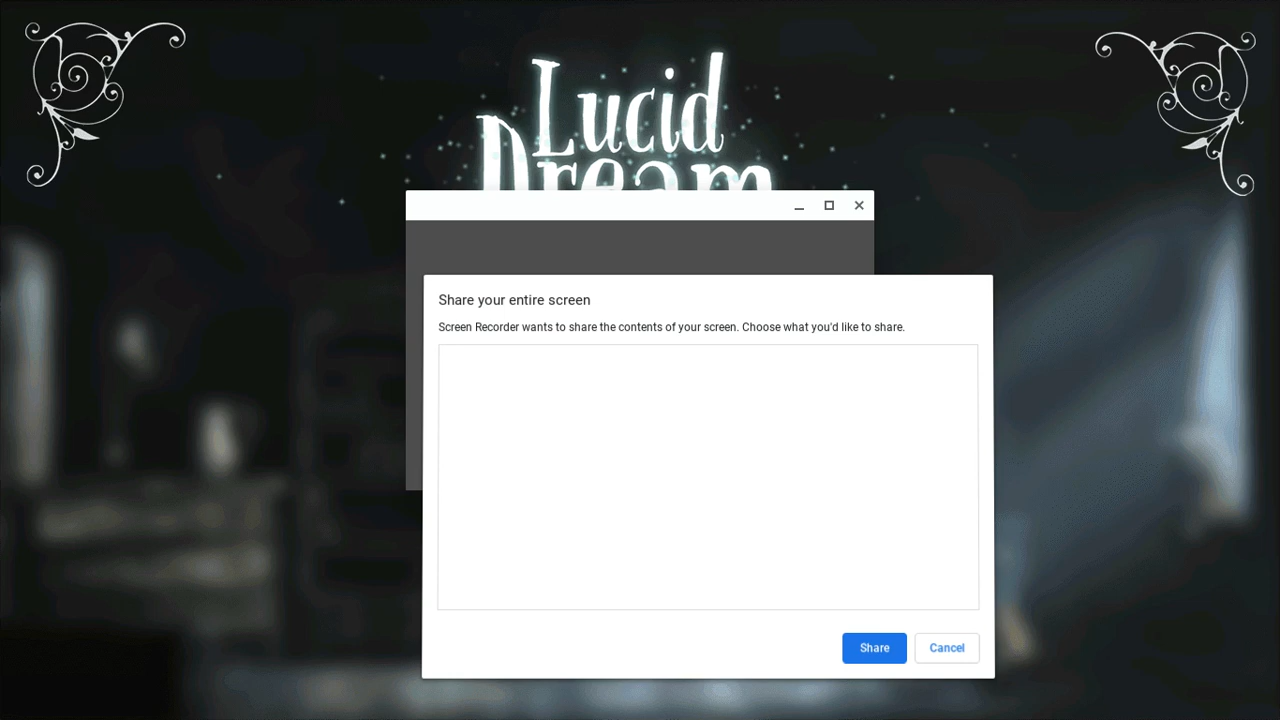 Lucid
Dream
Share your entire screen
Screen Recorder wants to share the contents of your screen. Choose what you'd like to share.
Share
Cancel